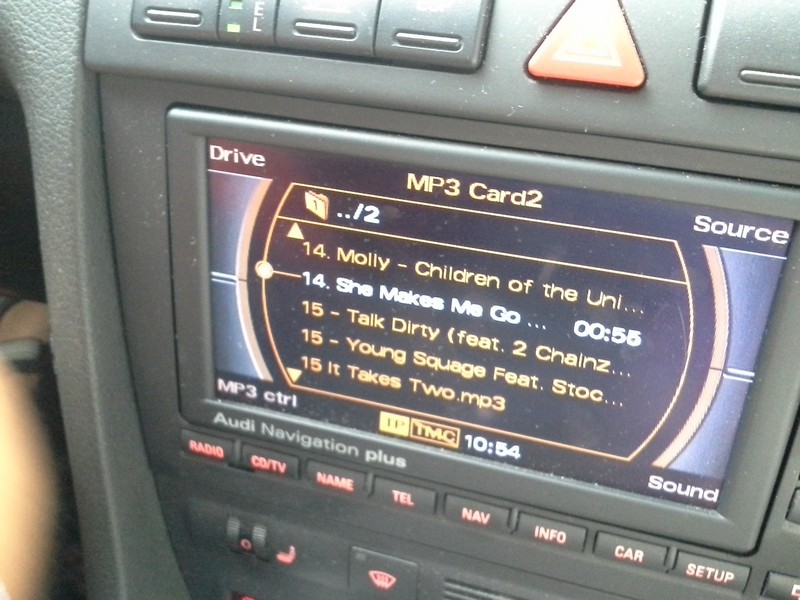 Drive
MP3 Card2
Source
1 ../2
14. Molly - Children of the Uni...
14. She Makes Me Go ... 00:55
15 - Talk Dirty (feat. 2 Chainz...
15 - Young Squage Feat. Stoc...
15 It Takes Two.mp3
MP3 ctrl
TP TMC 10:54
Sound
Audi Navigation plus
RADIO CD/TV NAME TEL NAV INFO CAR SETUP